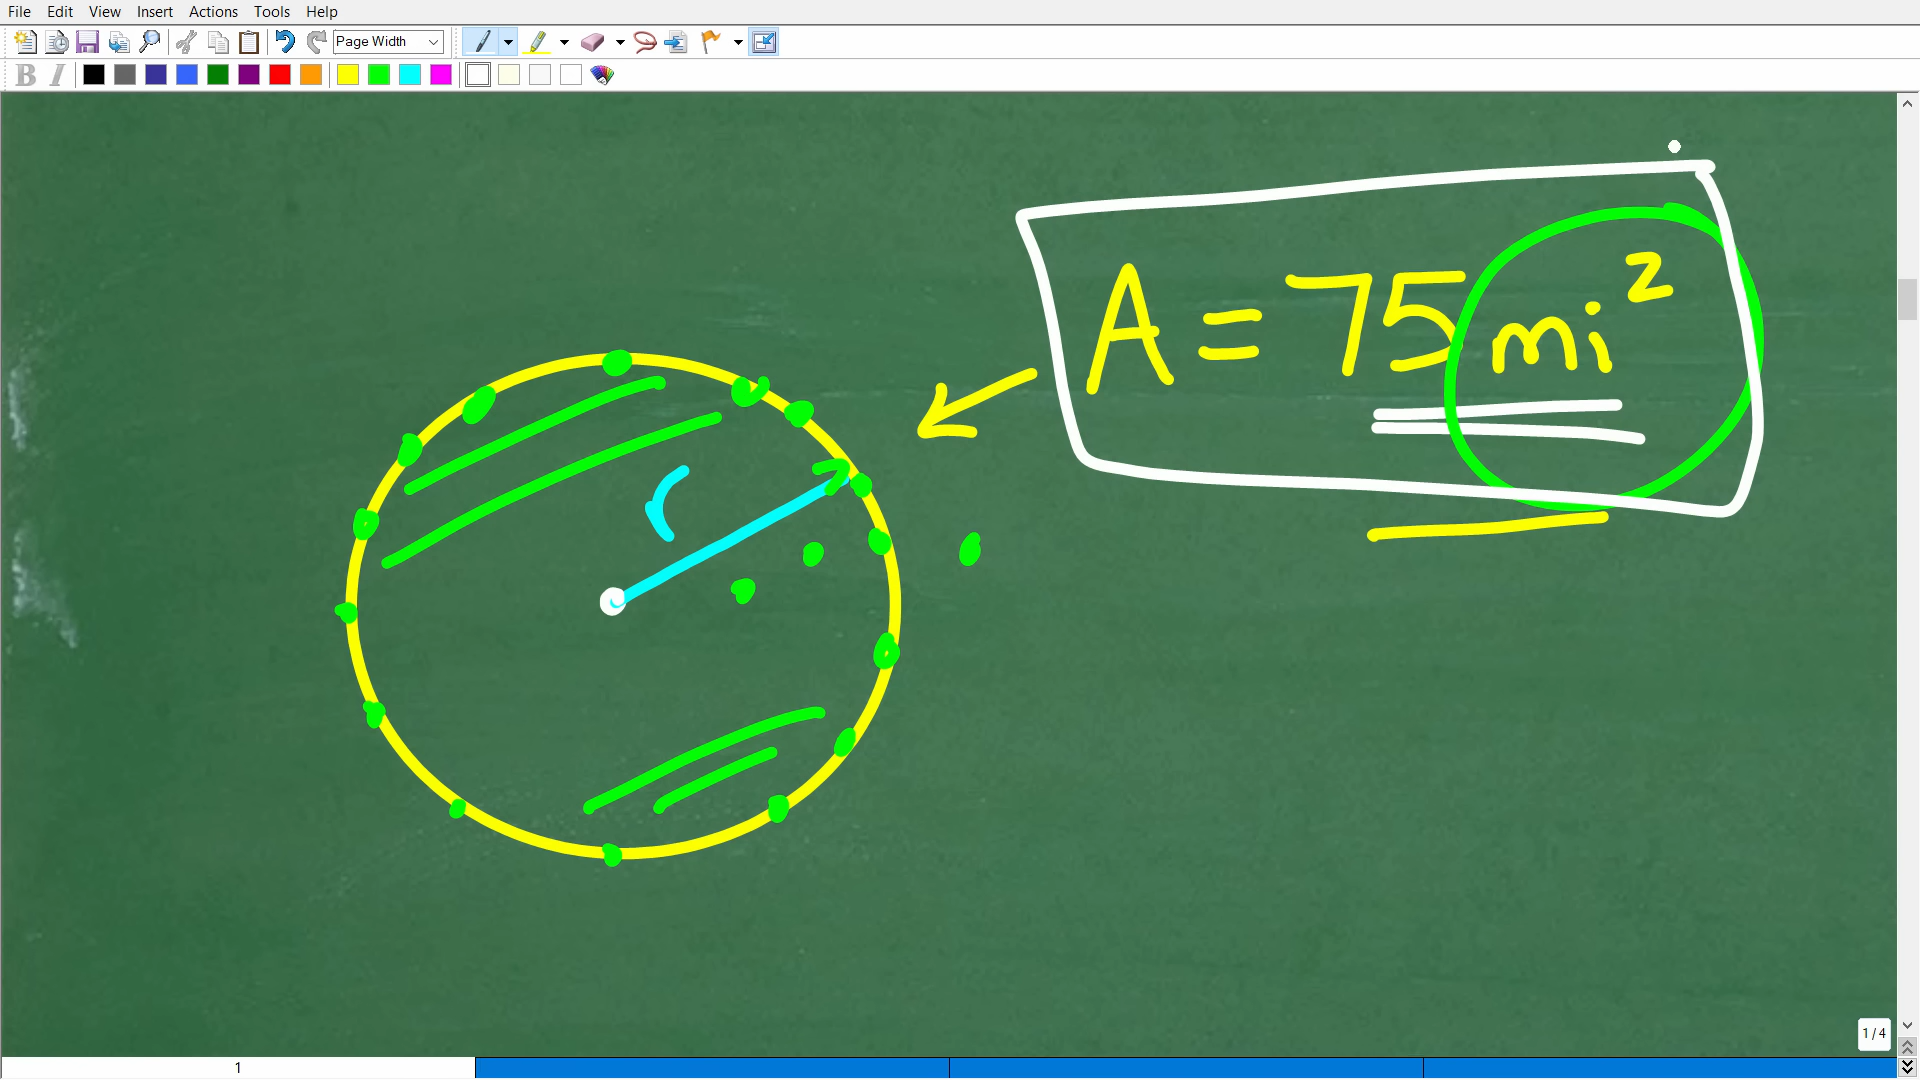 File Edit View Insert Actions Tools Help
Page Width
B I
A = 75 mi²
r
1 / 4
1